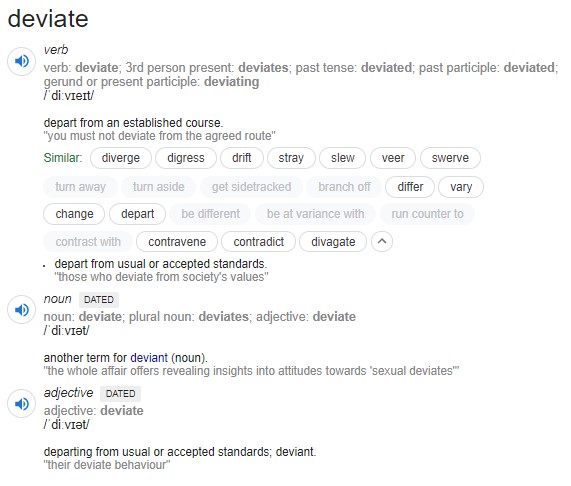 deviate
verb
verb: deviate; 3rd person present: deviates; past tense: deviated; past participle: deviated;
gerund or present participle: deviating
/ˈdiːvɪeɪt/
depart from an established course.
"you must not deviate from the agreed route"
Similar: diverge digress drift stray slew veer swerve
turn away turn aside get sidetracked branch off differ vary
change depart be different be at variance with run counter to
contrast with contravene contradict divagate
• depart from usual or accepted standards.
"those who deviate from society's values"
noun DATED
noun: deviate; plural noun: deviates; adjective: deviate
/ˈdiːvɪət/
another term for deviant (noun).
"the whole affair offers revealing insights into attitudes towards 'sexual deviates'"
adjective DATED
adjective: deviate
/ˈdiːvɪət/
departing from usual or accepted standards; deviant.
"their deviate behaviour"